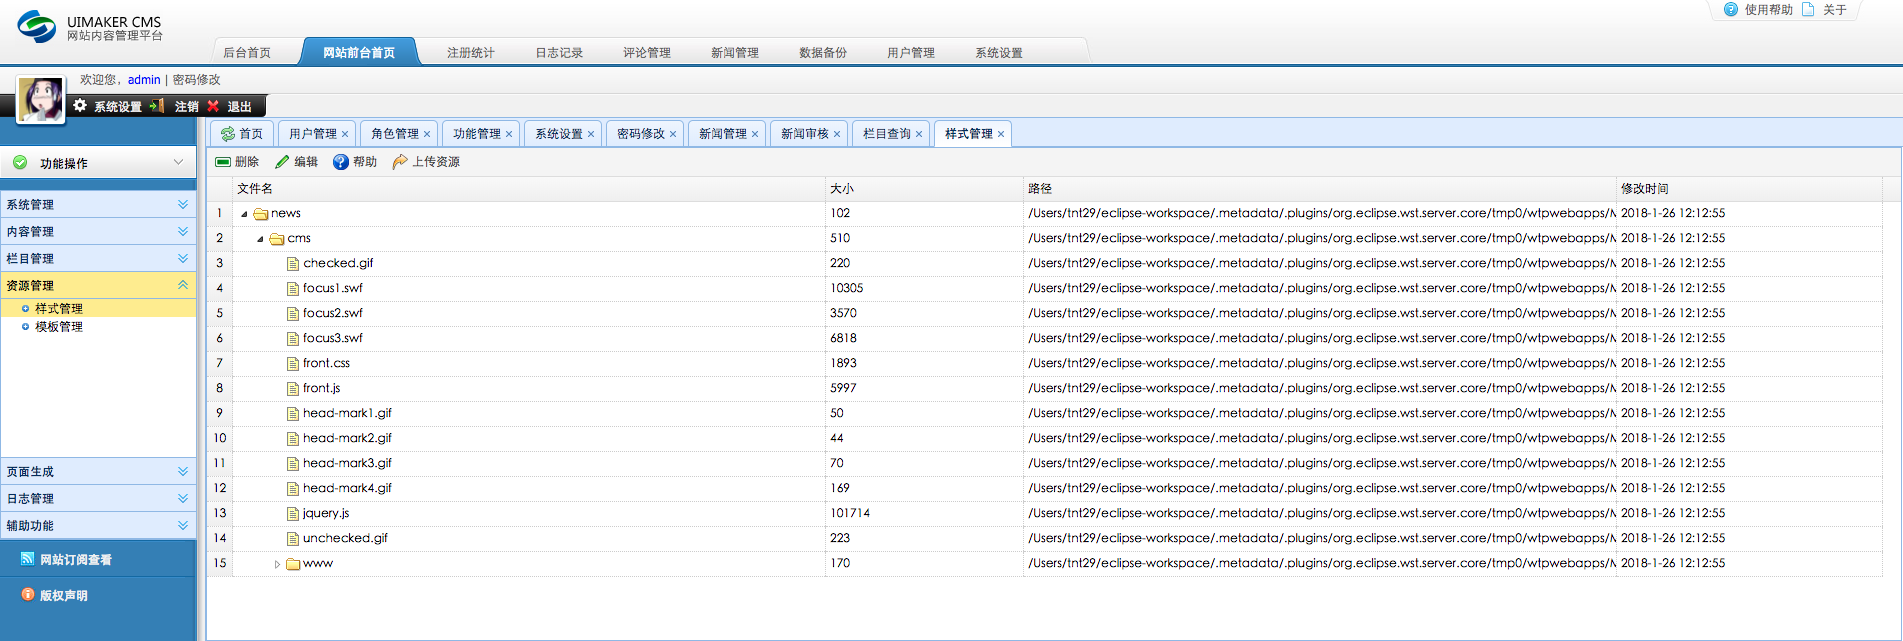 UIMAKER CMS
网站内容管理平台
使用帮助 关于
后台首页 网站前台首页 注册统计 日志记录 评论管理 新闻管理 数据备份 用户管理 系统设置
欢迎您，admin | 密码修改
系统设置 注销 退出
首页 用户管理 角色管理 功能管理 系统设置 密码修改 新闻管理 新闻审核 栏目查询 样式管理
功能操作
系统管理
内容管理
栏目管理
资源管理
样式管理
模板管理
页面生成
日志管理
辅助功能
网站订阅查看
版权声明
删除 编辑 帮助 上传资源
文件名 大小 路径 修改时间
1 news 102 /Users/tnt29/eclipse-workspace/.metadata/.plugins/org.eclipse.wst.server.core/tmp0/wtpwebapps/ 2018-1-26 12:12:55
2 cms 510 /Users/tnt29/eclipse-workspace/.metadata/.plugins/org.eclipse.wst.server.core/tmp0/wtpwebapps/ 2018-1-26 12:12:55
3 checked.gif 220 /Users/tnt29/eclipse-workspace/.metadata/.plugins/org.eclipse.wst.server.core/tmp0/wtpwebapps/ 2018-1-26 12:12:55
4 focus1.swf 10305 /Users/tnt29/eclipse-workspace/.metadata/.plugins/org.eclipse.wst.server.core/tmp0/wtpwebapps/ 2018-1-26 12:12:55
5 focus2.swf 3570 /Users/tnt29/eclipse-workspace/.metadata/.plugins/org.eclipse.wst.server.core/tmp0/wtpwebapps/ 2018-1-26 12:12:55
6 focus3.swf 6818 /Users/tnt29/eclipse-workspace/.metadata/.plugins/org.eclipse.wst.server.core/tmp0/wtpwebapps/ 2018-1-26 12:12:55
7 front.css 1893 /Users/tnt29/eclipse-workspace/.metadata/.plugins/org.eclipse.wst.server.core/tmp0/wtpwebapps/ 2018-1-26 12:12:55
8 front.js 5997 /Users/tnt29/eclipse-workspace/.metadata/.plugins/org.eclipse.wst.server.core/tmp0/wtpwebapps/ 2018-1-26 12:12:55
9 head-mark1.gif 50 /Users/tnt29/eclipse-workspace/.metadata/.plugins/org.eclipse.wst.server.core/tmp0/wtpwebapps/ 2018-1-26 12:12:55
10 head-mark2.gif 44 /Users/tnt29/eclipse-workspace/.metadata/.plugins/org.eclipse.wst.server.core/tmp0/wtpwebapps/ 2018-1-26 12:12:55
11 head-mark3.gif 70 /Users/tnt29/eclipse-workspace/.metadata/.plugins/org.eclipse.wst.server.core/tmp0/wtpwebapps/ 2018-1-26 12:12:55
12 head-mark4.gif 169 /Users/tnt29/eclipse-workspace/.metadata/.plugins/org.eclipse.wst.server.core/tmp0/wtpwebapps/ 2018-1-26 12:12:55
13 jquery.js 101714 /Users/tnt29/eclipse-workspace/.metadata/.plugins/org.eclipse.wst.server.core/tmp0/wtpwebapps/ 2018-1-26 12:12:55
14 unchecked.gif 223 /Users/tnt29/eclipse-workspace/.metadata/.plugins/org.eclipse.wst.server.core/tmp0/wtpwebapps/ 2018-1-26 12:12:55
15 www 170 /Users/tnt29/eclipse-workspace/.metadata/.plugins/org.eclipse.wst.server.core/tmp0/wtpwebapps/ 2018-1-26 12:12:55